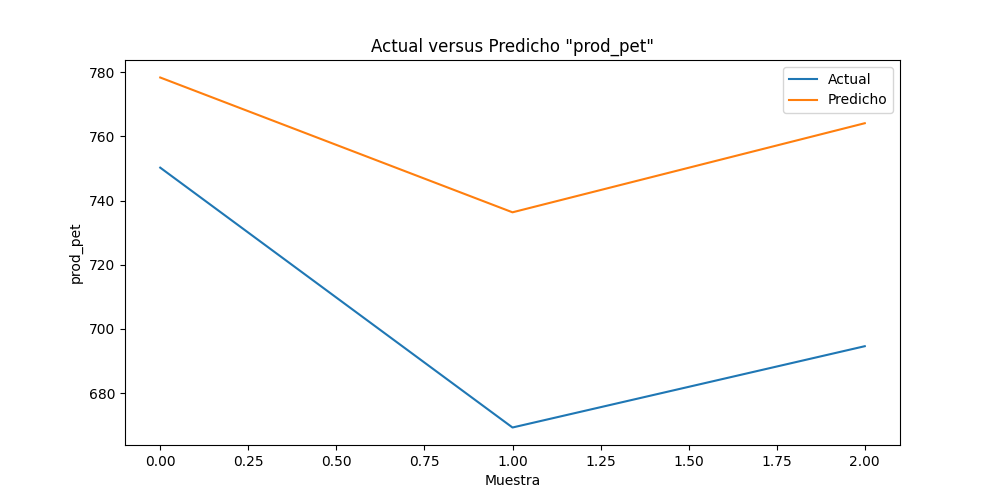 Actual versus Predicho "prod_pet"
Actual
Predicho
780
760
740
720
700
680
prod_pet
0.00 0.25 0.50 0.75 1.00 1.25 1.50 1.75 2.00
Muestra